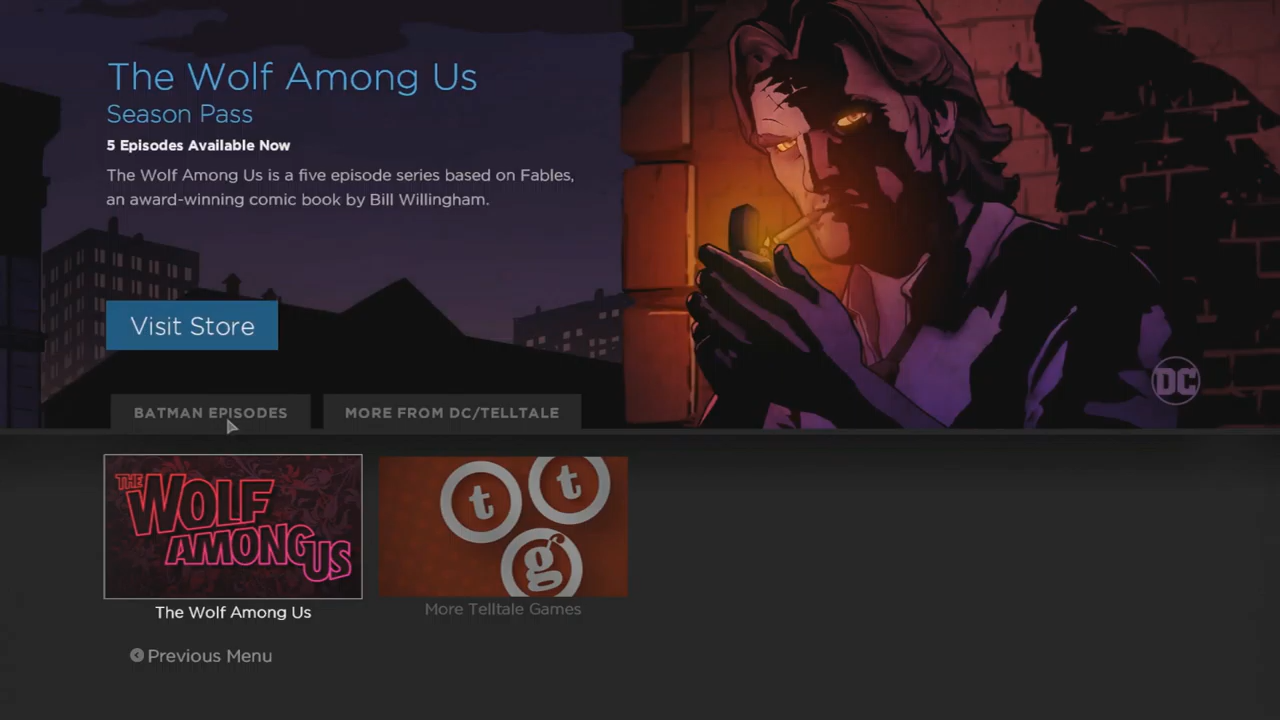 The Wolf Among Us
Season Pass
5 Episodes Available Now
The Wolf Among Us is a five episode series based on Fables,
an award-winning comic book by Bill Willingham.
Visit Store
DC
BATMAN EPISODES
MORE FROM DC/TELLTALE
THE
WOLF
AMONG US
t t
g
The Wolf Among Us
More Telltale Games
Previous Menu